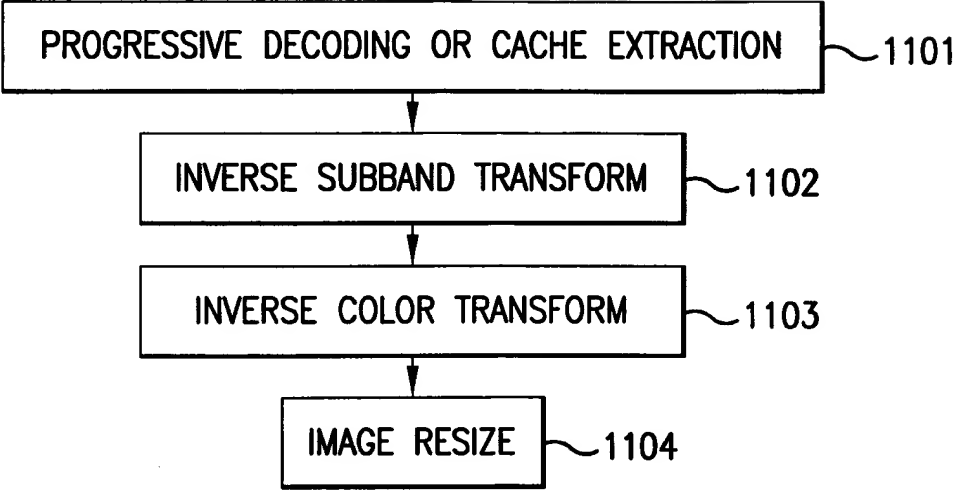 PROGRESSIVE DECODING OR CACHE EXTRACTION 1101
INVERSE SUBBAND TRANSFORM 1102
INVERSE COLOR TRANSFORM 1103
IMAGE RESIZE 1104